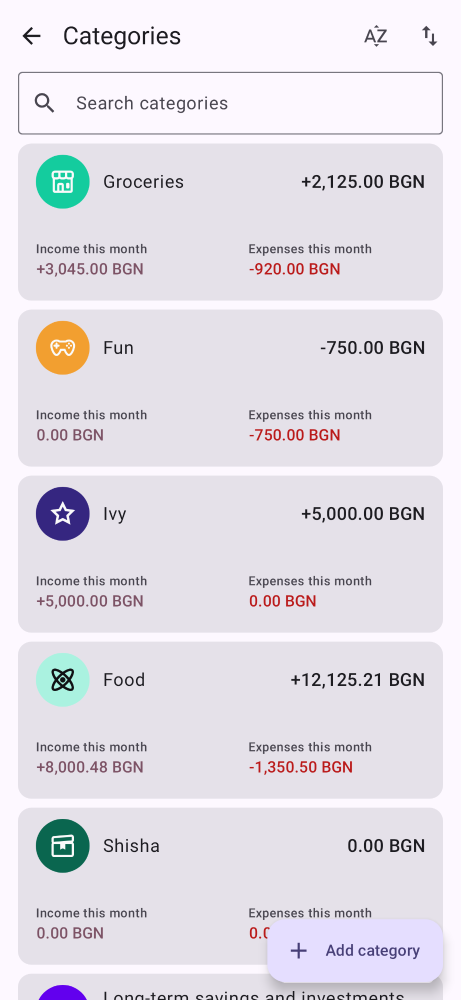 Categories
AZ
Search categories
Groceries +2,125.00 BGN
Income this month Expenses this month
+3,045.00 BGN -920.00 BGN
Fun -750.00 BGN
Income this month Expenses this month
0.00 BGN -750.00 BGN
Ivy +5,000.00 BGN
Income this month Expenses this month
+5,000.00 BGN 0.00 BGN
Food +12,125.21 BGN
Income this month Expenses this month
+8,000.48 BGN -1,350.50 BGN
Shisha 0.00 BGN
Income this month Expenses this month
0.00 BGN
Add category
Long-term savings and investments